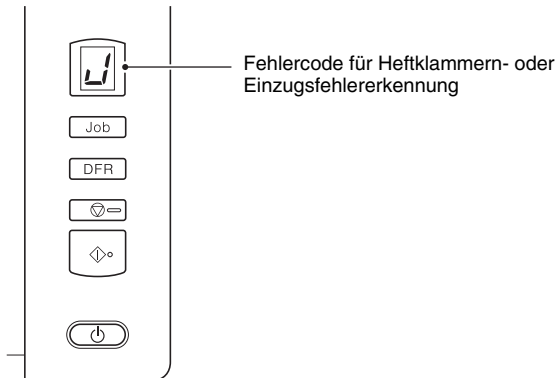 J
Fehlercode für Heftklammern- oder
Einzugsfehlererkennung
Job
DFR